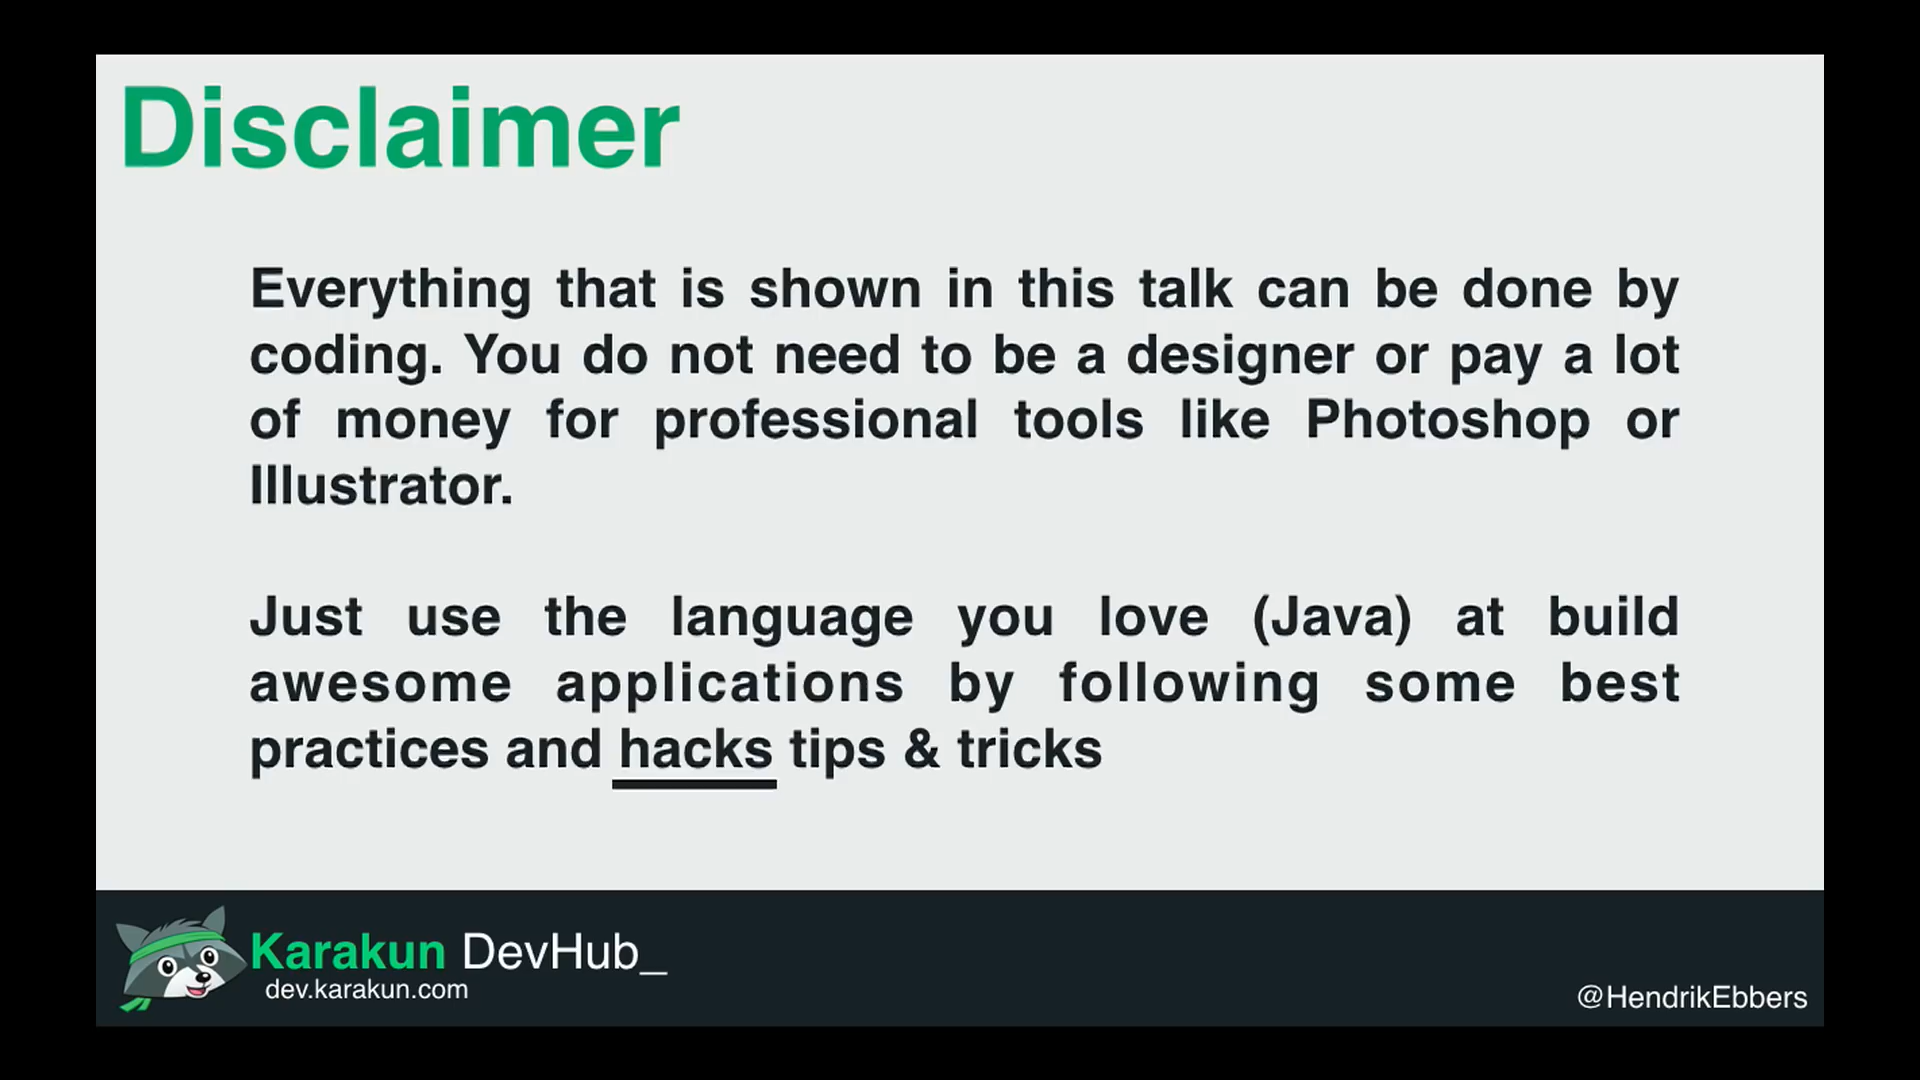 Disclaimer
Everything that is shown in this talk can be done by
coding. You do not need to be a designer or pay a lot
of money for professional tools like Photoshop or
Illustrator.
Just use the language you love (Java) at build
awesome applications by following some best
practices and hacks tips & tricks
Karakun DevHub_
dev.karakun.com
@HendrikEbbers